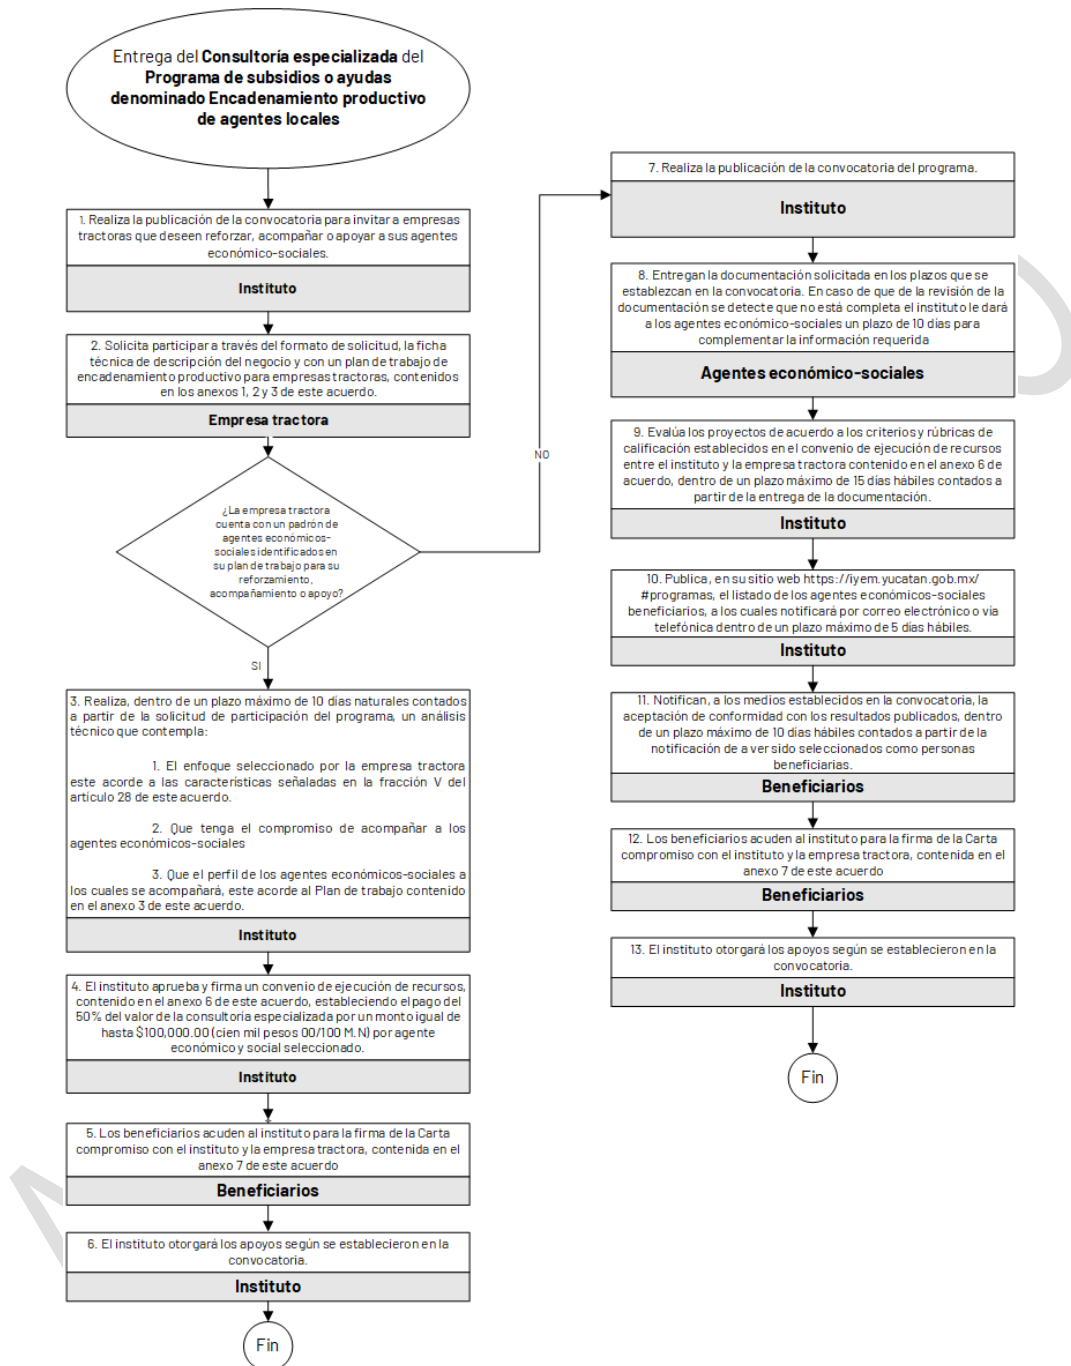 Entrega del Consultoría especializada del
Programa de subsidios o ayudas
denominado Encadenamiento productivo
de agentes locales
1. Realiza la publicación de la convocatoria para invitar a empresas
tractoras que deseen reforzar, acompañar o apoyar a sus agentes
económico-sociales.
Instituto
2. Solicita participar a través del formato de solicitud, la ficha
técnica de descripción del negocio y con un plan de trabajo de
encadenamiento productivo para empresas tractoras, contenidos
en los anexos 1, 2 y 3 de este acuerdo.
Empresa tractora
¿La empresa tractora
cuenta con un padrón de
agentes económicos-
sociales identificados en
su plan de trabajo para su
reforzamiento,
acompañamiento o apoyo?
NO
SI
3. Realiza, dentro de un plazo máximo de 10 días naturales contados
a partir de la solicitud de participación del programa, un análisis
técnico que contempla:
1. El enfoque seleccionado por la empresa tractora
este acorde a las características señaladas en la fracción V del
artículo 28 de este acuerdo.
2. Que tenga el compromiso de acompañar a los
agentes económicos-sociales
3. Que el perfil de los agentes económicos-sociales a
los cuales se acompañará, este acorde al Plan de trabajo contenido
en el anexo 3 de este acuerdo.
Instituto
4. El instituto aprueba y firma un convenio de ejecución de recursos,
contenido en el anexo 6 de este acuerdo, estableciendo el pago del
50% del valor de la consultoría especializada por un monto igual de
hasta $100,000.00 (cien mil pesos 00/100 M.N) por agente
económico y social seleccionado.
Instituto
5. Los beneficiarios acuden al instituto para la firma de la Carta
compromiso con el instituto y la empresa tractora, contenida en el
anexo 7 de este acuerdo
Beneficiarios
6. El instituto otorgará los apoyos según se establecieron en la
convocatoria.
Instituto
Fin
7. Realiza la publicación de la convocatoria del programa.
Instituto
8. Entregan la documentación solicitada en los plazos que se
establezcan en la convocatoria. En caso de que de la revisión de la
documentación se detecte que no está completa el instituto le dará
a los agentes económico-sociales un plazo de 10 días para
complementar la información requerida
Agentes económico-sociales
9. Evalúa los proyectos de acuerdo a los criterios y rúbricas de
calificación establecidos en el convenio de ejecución de recursos
entre el instituto y la empresa tractora contenido en el anexo 6 de
acuerdo, dentro de un plazo máximo de 15 días hábiles contados a
partir de la entrega de la documentación.
Instituto
10. Publica, en su sitio web https://iyem.yucatan.gob.mx/
#programas, el listado de los agentes económicos-sociales
beneficiarios, a los cuales notificará por correo electrónico o vía
telefónica dentro de un plazo máximo de 5 días hábiles.
Instituto
11. Notifican, a los medios establecidos en la convocatoria, la
aceptación de conformidad con los resultados publicados, dentro
de un plazo máximo de 10 días hábiles contados a partir de la
notificación de a ver sido seleccionados como personas
beneficiarias.
Beneficiarios
12. Los beneficiarios acuden al instituto para la firma de la Carta
compromiso con el instituto y la empresa tractora, contenida en el
anexo 7 de este acuerdo
Beneficiarios
13. El instituto otorgará los apoyos según se establecieron en la
convocatoria.
Instituto
Fin